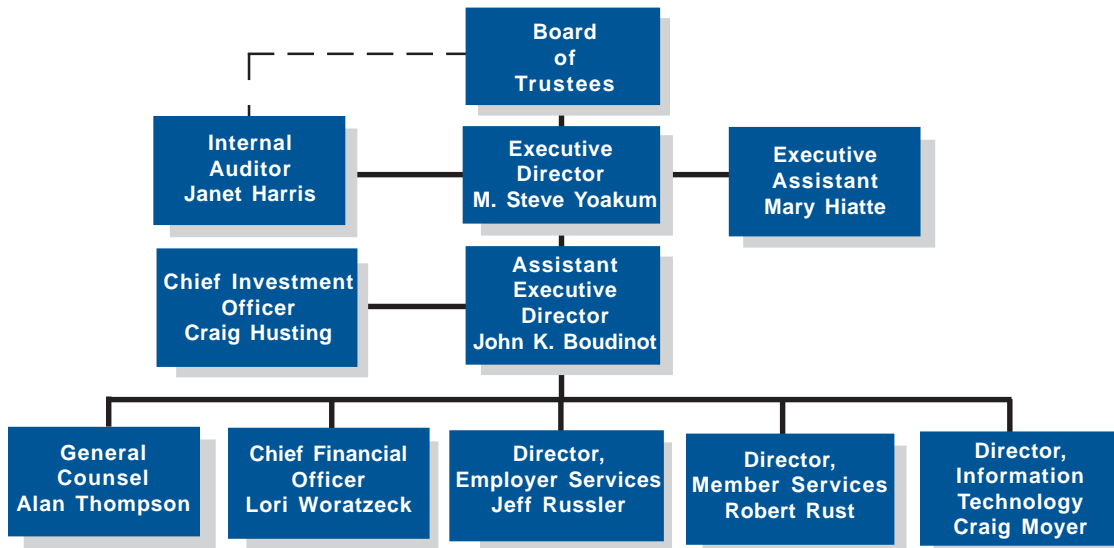 Board
of
Trustees
Internal
Auditor
Janet Harris
Executive
Director
M. Steve Yoakum
Executive
Assistant
Mary Hiatte
Chief Investment
Officer
Craig Husting
Assistant
Executive
Director
John K. Boudinot
General
Counsel
Alan Thompson
Chief Financial
Officer
Lori Woratzeck
Director,
Employer Services
Jeff Russler
Director,
Member Services
Robert Rust
Director,
Information
Technology
Craig Moyer